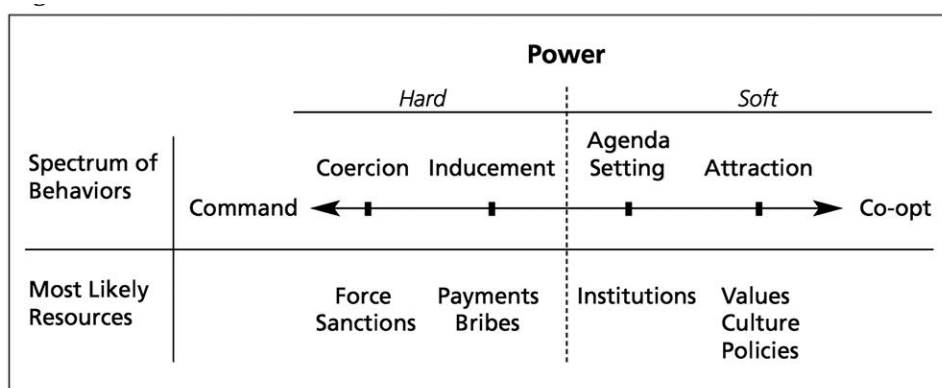 Power
Hard Soft
Spectrum of
Behaviors
Coercion Inducement Agenda
Setting Attraction
Command Co-opt
Most Likely
Resources
Force
Sanctions
Payments
Bribes
Institutions
Values
Culture
Policies